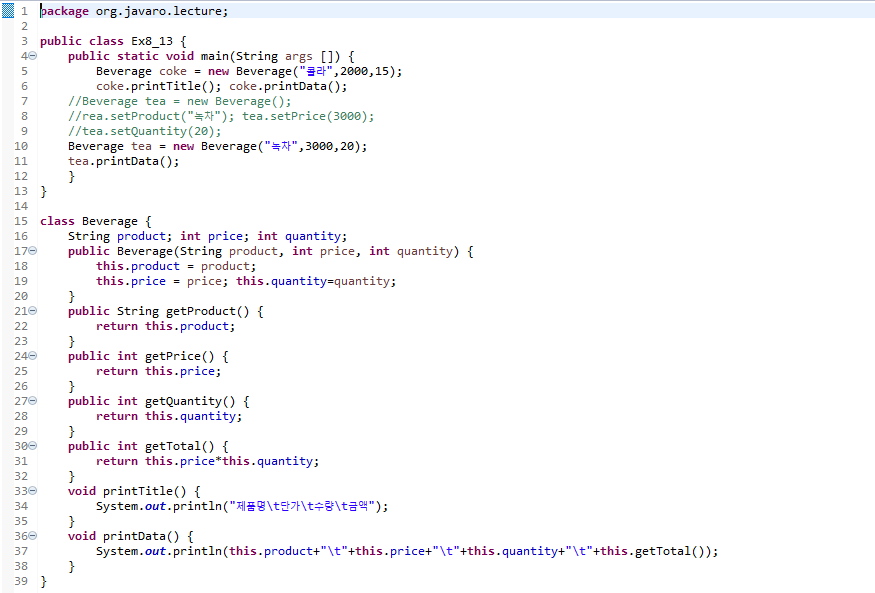 1 package org.javaro.lecture;
2
3 public class Ex8_13 {
4 public static void main(String args []) {
5 Beverage coke = new Beverage("콜라",2000,15);
6 coke.printTitle(); coke.printData();
7 //Beverage tea = new Beverage();
8 //rea.setProduct("녹차"); tea.setPrice(3000);
9 //tea.setQuantity(20);
10 Beverage tea = new Beverage("녹차",3000,20);
11 tea.printData();
12 }
13 }
14
15 class Beverage {
16 String product; int price; int quantity;
17 public Beverage(String product, int price, int quantity) {
18 this.product = product;
19 this.price = price; this.quantity=quantity;
20 }
21 public String getProduct() {
22 return this.product;
23 }
24 public int getPrice() {
25 return this.price;
26 }
27 public int getQuantity() {
28 return this.quantity;
29 }
30 public int getTotal() {
31 return this.price*this.quantity;
32 }
33 void printTitle() {
34 System.out.println("제품명\t단가\t수량\t금액");
35 }
36 void printData() {
37 System.out.println(this.product+"\t"+this.price+"\t"+this.quantity+"\t"+this.getTotal());
38 }
39 }